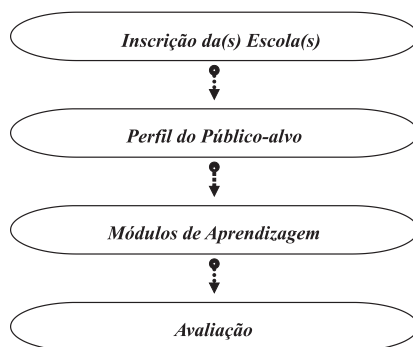 Inscrição da(s) Escola(s)
Perfil do Público-alvo
Módulos de Aprendizagem
Avaliação